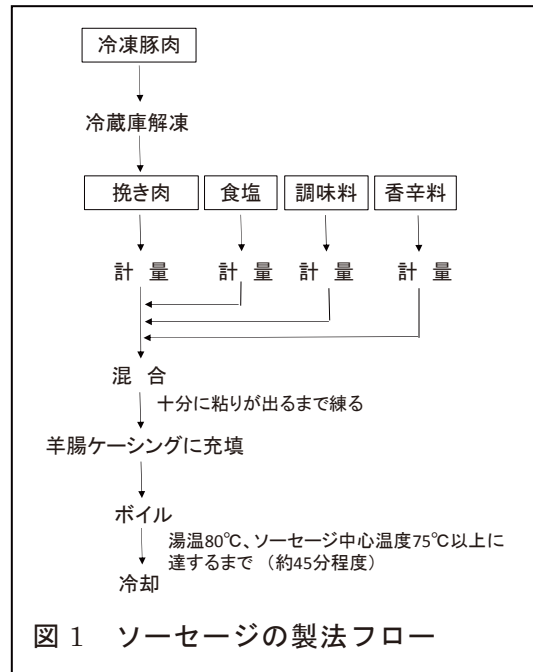 冷凍豚肉
冷蔵庫解凍
挽き肉 食塩 調味料 香辛料
計 量 計 量 計 量 計 量
混 合
十分に粘りが出るまで練る
羊腸ケーシングに充填
ボイル
湯温80℃、ソーセージ中心温度75℃以上に
達するまで （約45分程度）
冷却
図 1 ソーセージの製法フロー